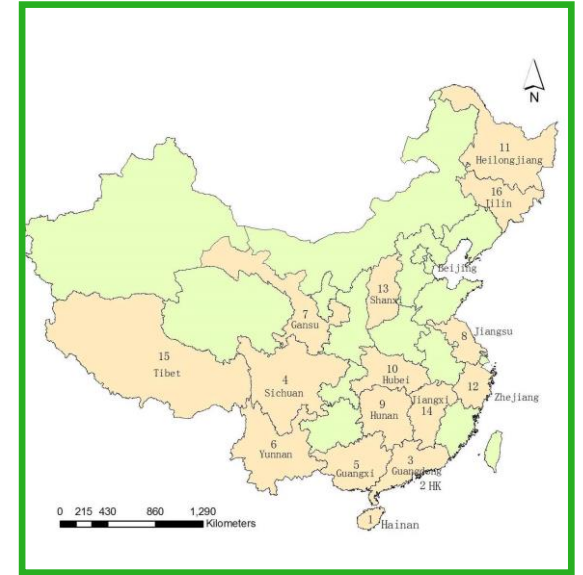 N
11
Heilongjiang
16
Jilin
Beijing
13
Shanxi
7
Gansu
8 Jiangsu
15
Tibet
4
Sichuan
10
Hubei
12
Zhejiang
9
Hunan
Jiangxi
14
6
Yunnan
5
Guangxi
3
Guangdong
2 HK
1 Hainan
0 215 430 860 1,290
Kilometers